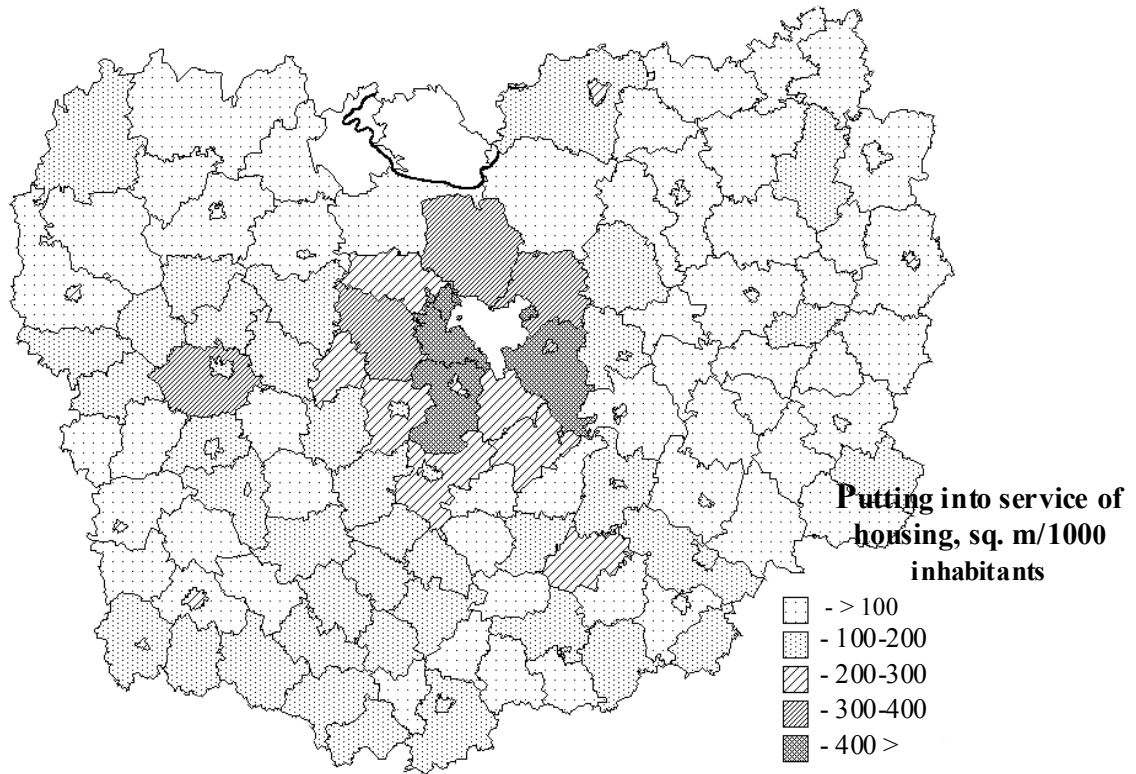 Putting into service of
housing, sq. m/1000
inhabitants
- > 100
- 100-200
- 200-300
- 300-400
- 400 >